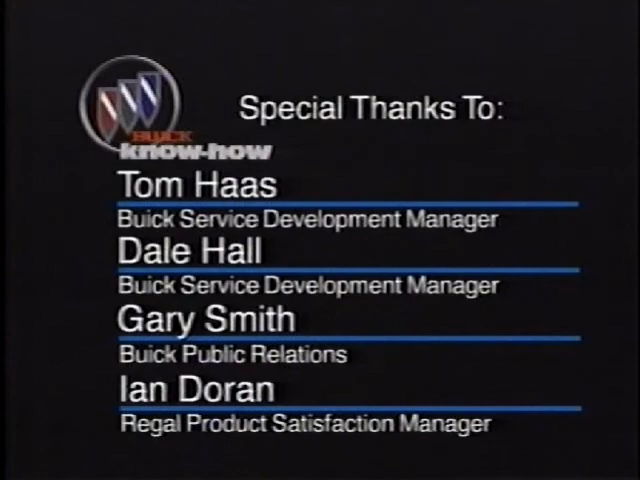 Special Thanks To:
BUICK
know-how
Tom Haas
Buick Service Development Manager
Dale Hall
Buick Service Development Manager
Gary Smith
Buick Public Relations
Ian Doran
Regal Product Satisfaction Manager